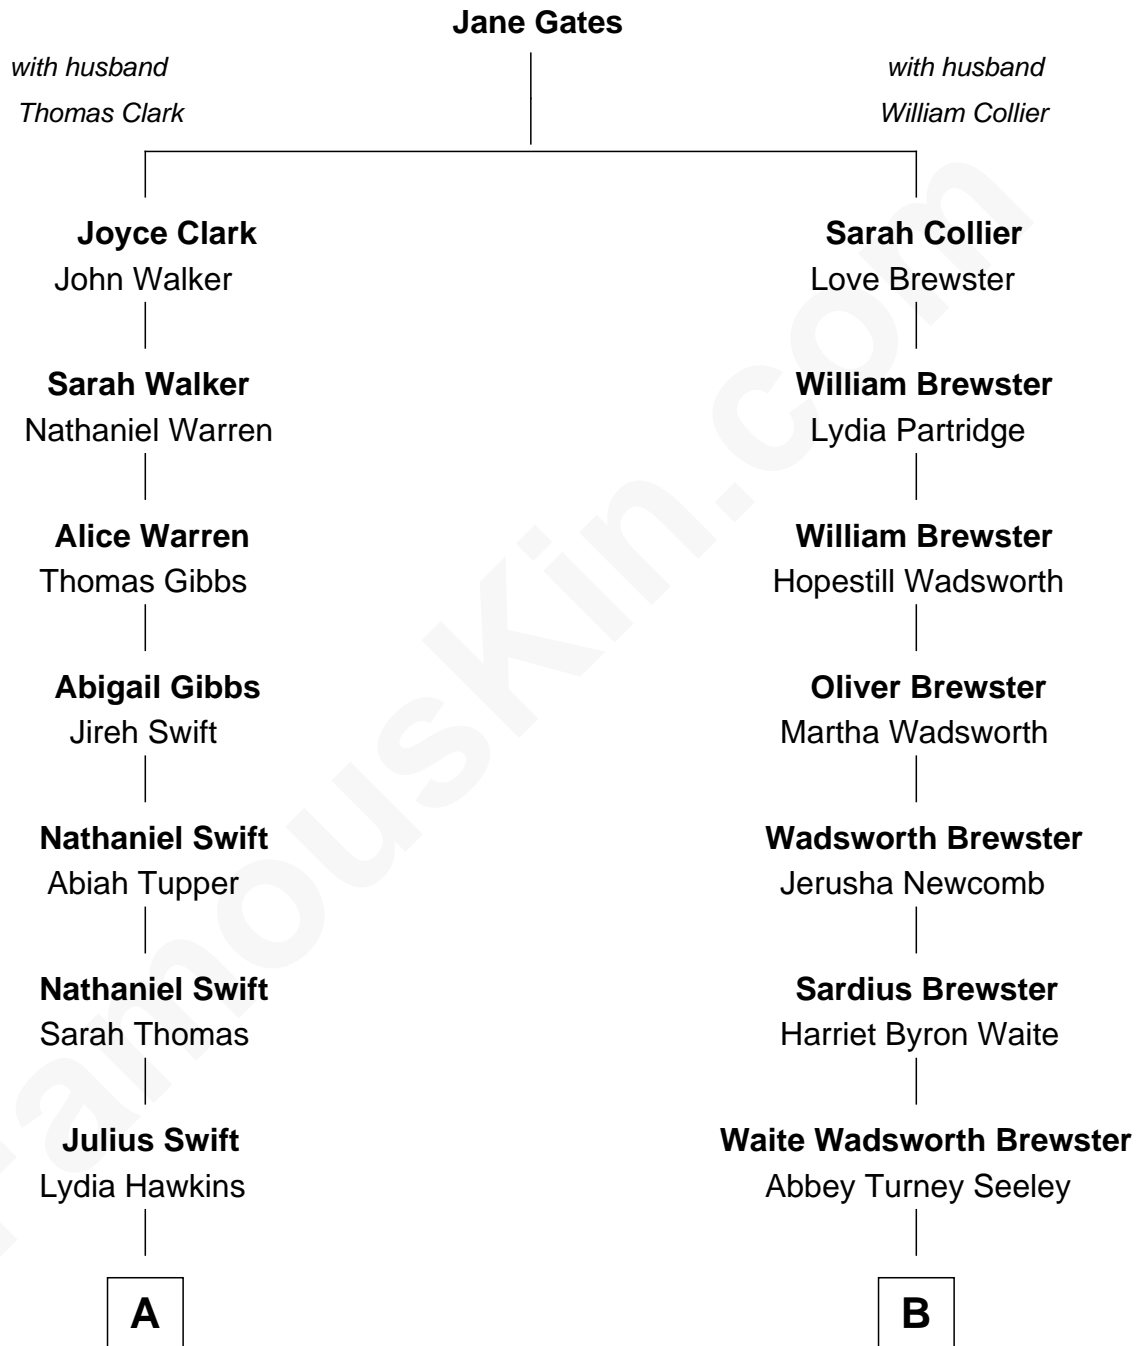 Jane Gates
with husband
Thomas Clark
with husband
William Collier
Joyce Clark
John Walker
Sarah Walker
Nathaniel Warren
Alice Warren
Thomas Gibbs
Abigail Gibbs
Jireh Swift
Nathaniel Swift
Abiah Tupper
Nathaniel Swift
Sarah Thomas
Julius Swift
Lydia Hawkins
A
Sarah Collier
Love Brewster
William Brewster
Lydia Partridge
William Brewster
Hopestill Wadsworth
Oliver Brewster
Martha Wadsworth
Wadsworth Brewster
Jerusha Newcomb
Sardius Brewster
Harriet Byron Waite
Waite Wadsworth Brewster
Abbey Turney Seeley
B
FamousKin.com